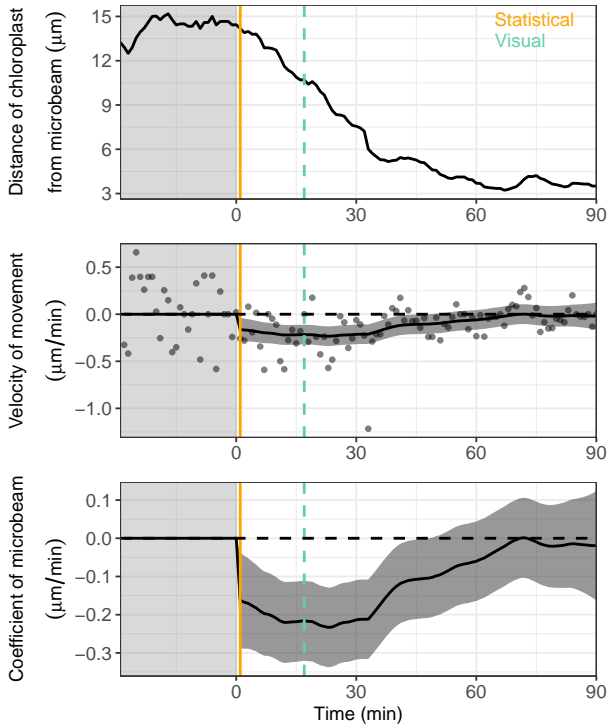 Distance of chloroplast
from microbeam (μm)
15
12
9
6
3
Statistical
Visual
0
30
60
90
Velocity of movement
(μm/min)
0.5
0.0
−0.5
−1.0
0
30
60
90
Coefficient of microbeam
(μm/min)
0.1
0.0
−0.1
−0.2
−0.3
0
30
60
90
Time (min)